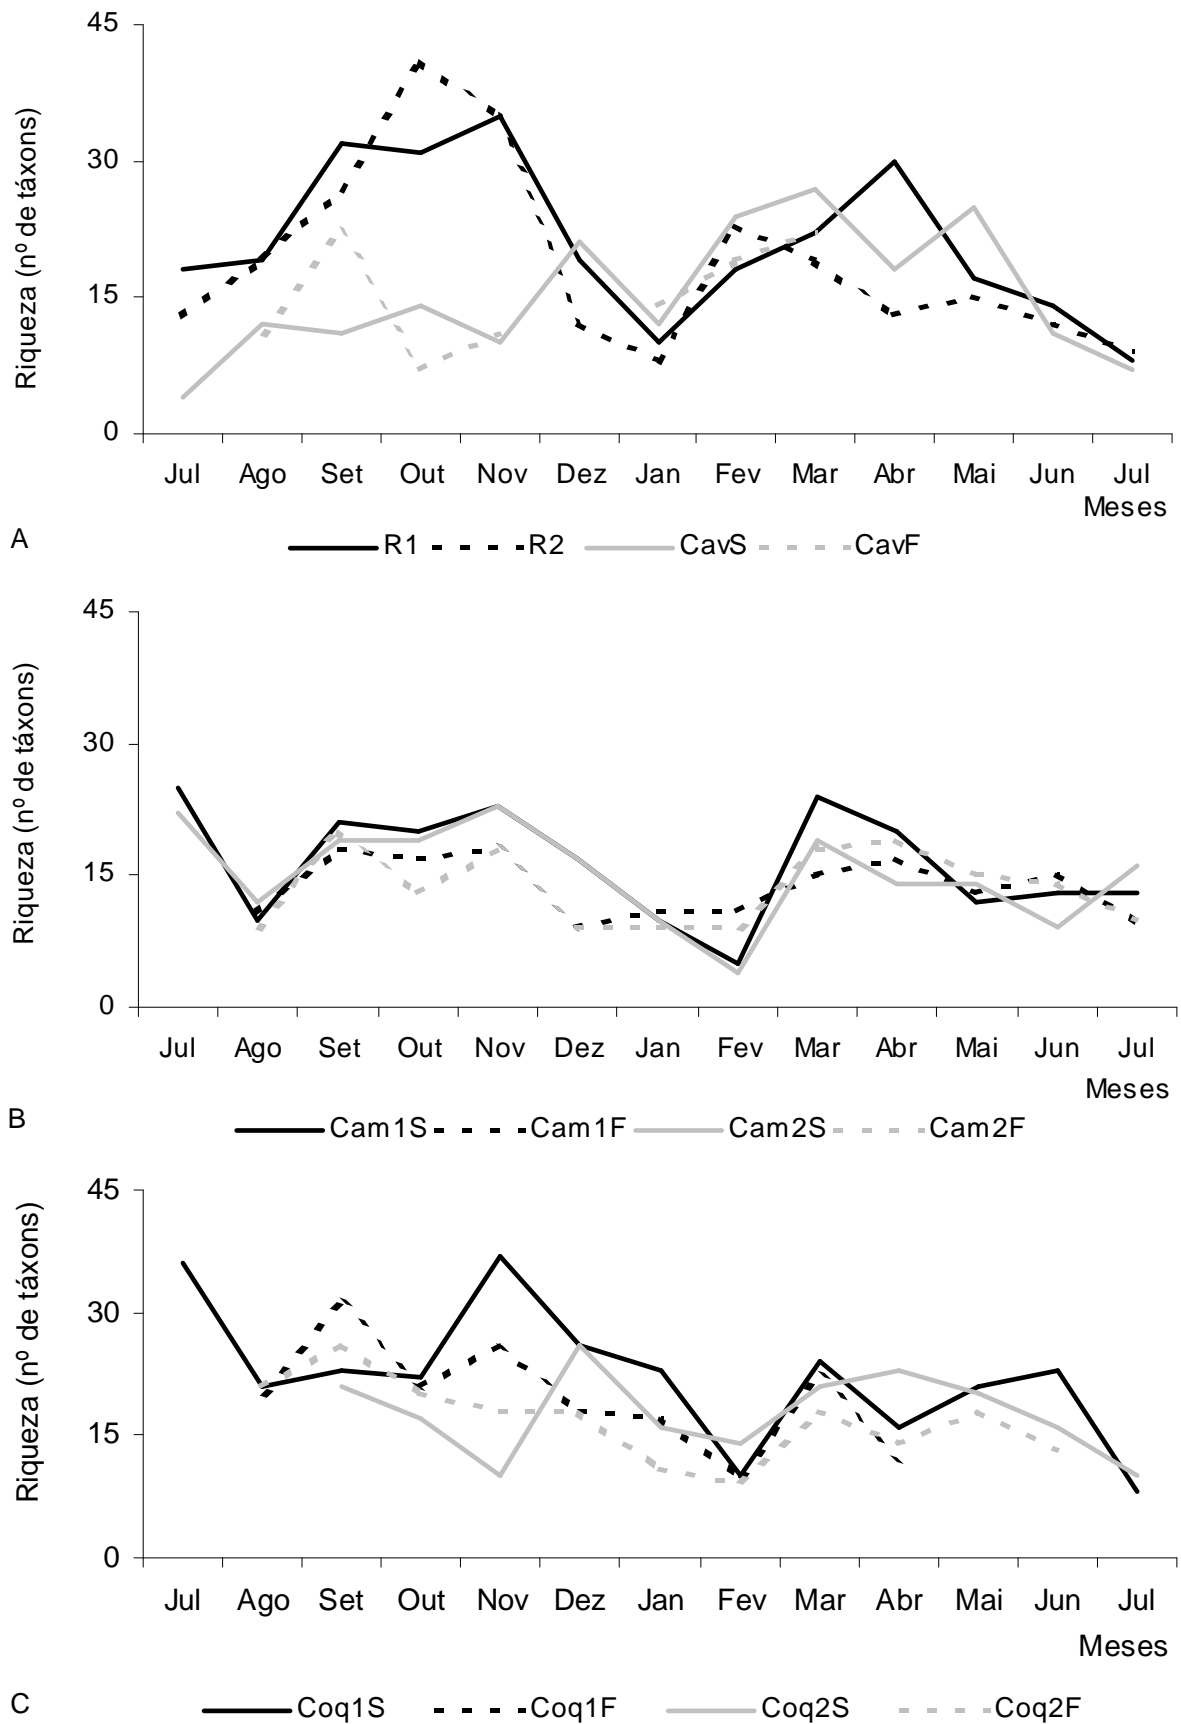 45
30
15
0
Riqueza (nº de táxons)
Jul Ago Set Out Nov Dez Jan Fev Mar Abr Mai Jun Jul
Meses
A
R1 R2 CavS CavF
45
30
15
0
Riqueza (nº de táxons)
Jul Ago Set Out Nov Dez Jan Fev Mar Abr Mai Jun Jul
Meses
B
Cam1S Cam1F Cam2S Cam2F
45
30
15
0
Riqueza (nº de táxons)
Jul Ago Set Out Nov Dez Jan Fev Mar Abr Mai Jun Jul
Meses
C
Coq1S Coq1F Coq2S Coq2F